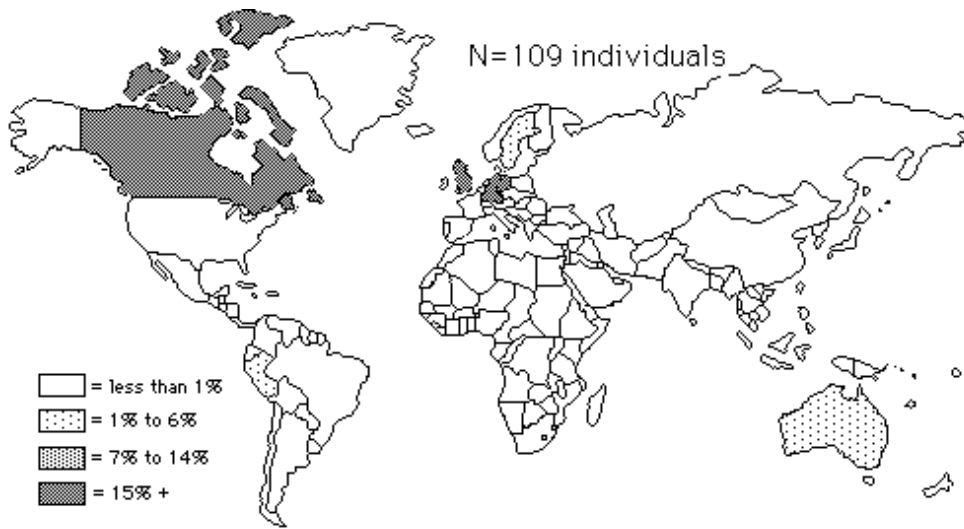 N=109 individuals
= less than 1%
= 1% to 6%
= 7% to 14%
= 15% +